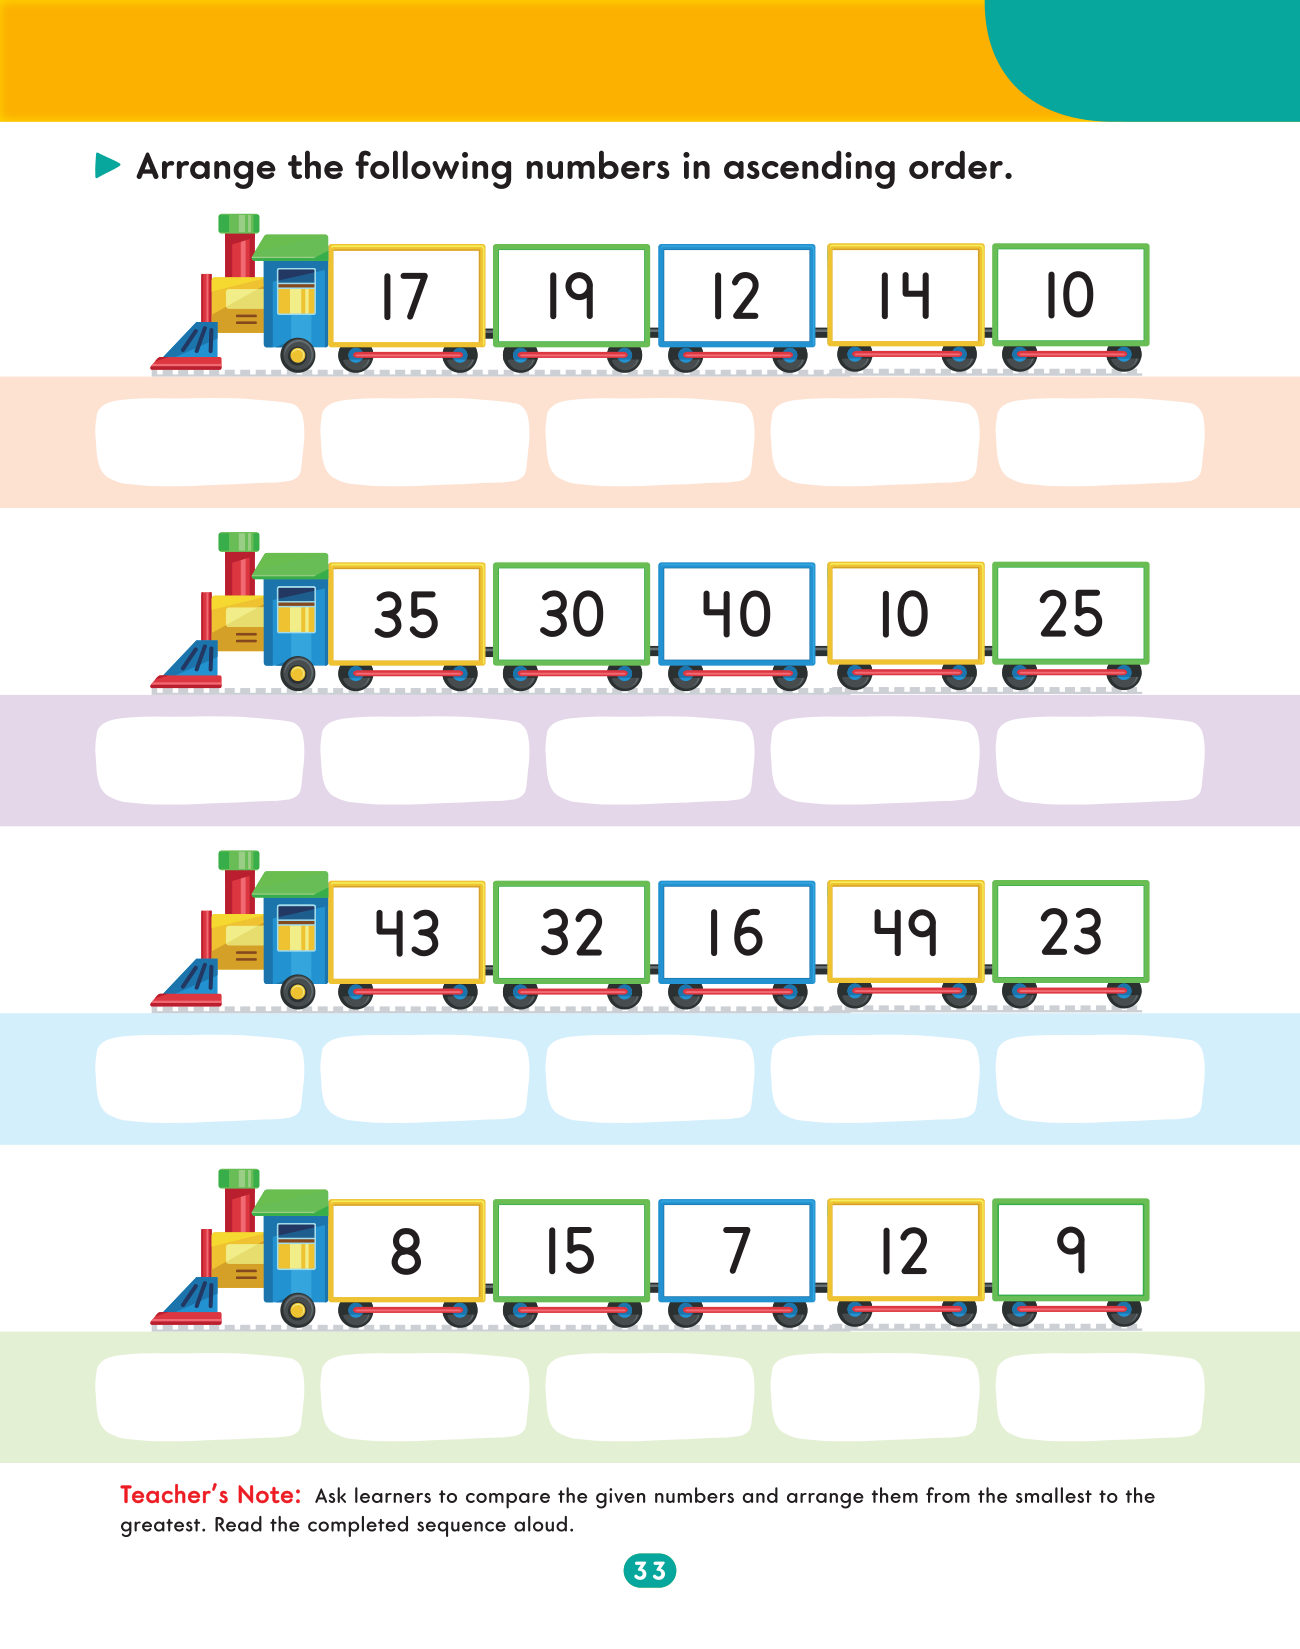 Arrange the following numbers in ascending order.
17 19 12 14 10
35 30 40 10 25
43 32 16 49 23
8 15 7 12 9
Teacher's Note: Ask learners to compare the given numbers and arrange them from the smallest to the
greatest. Read the completed sequence aloud.
33